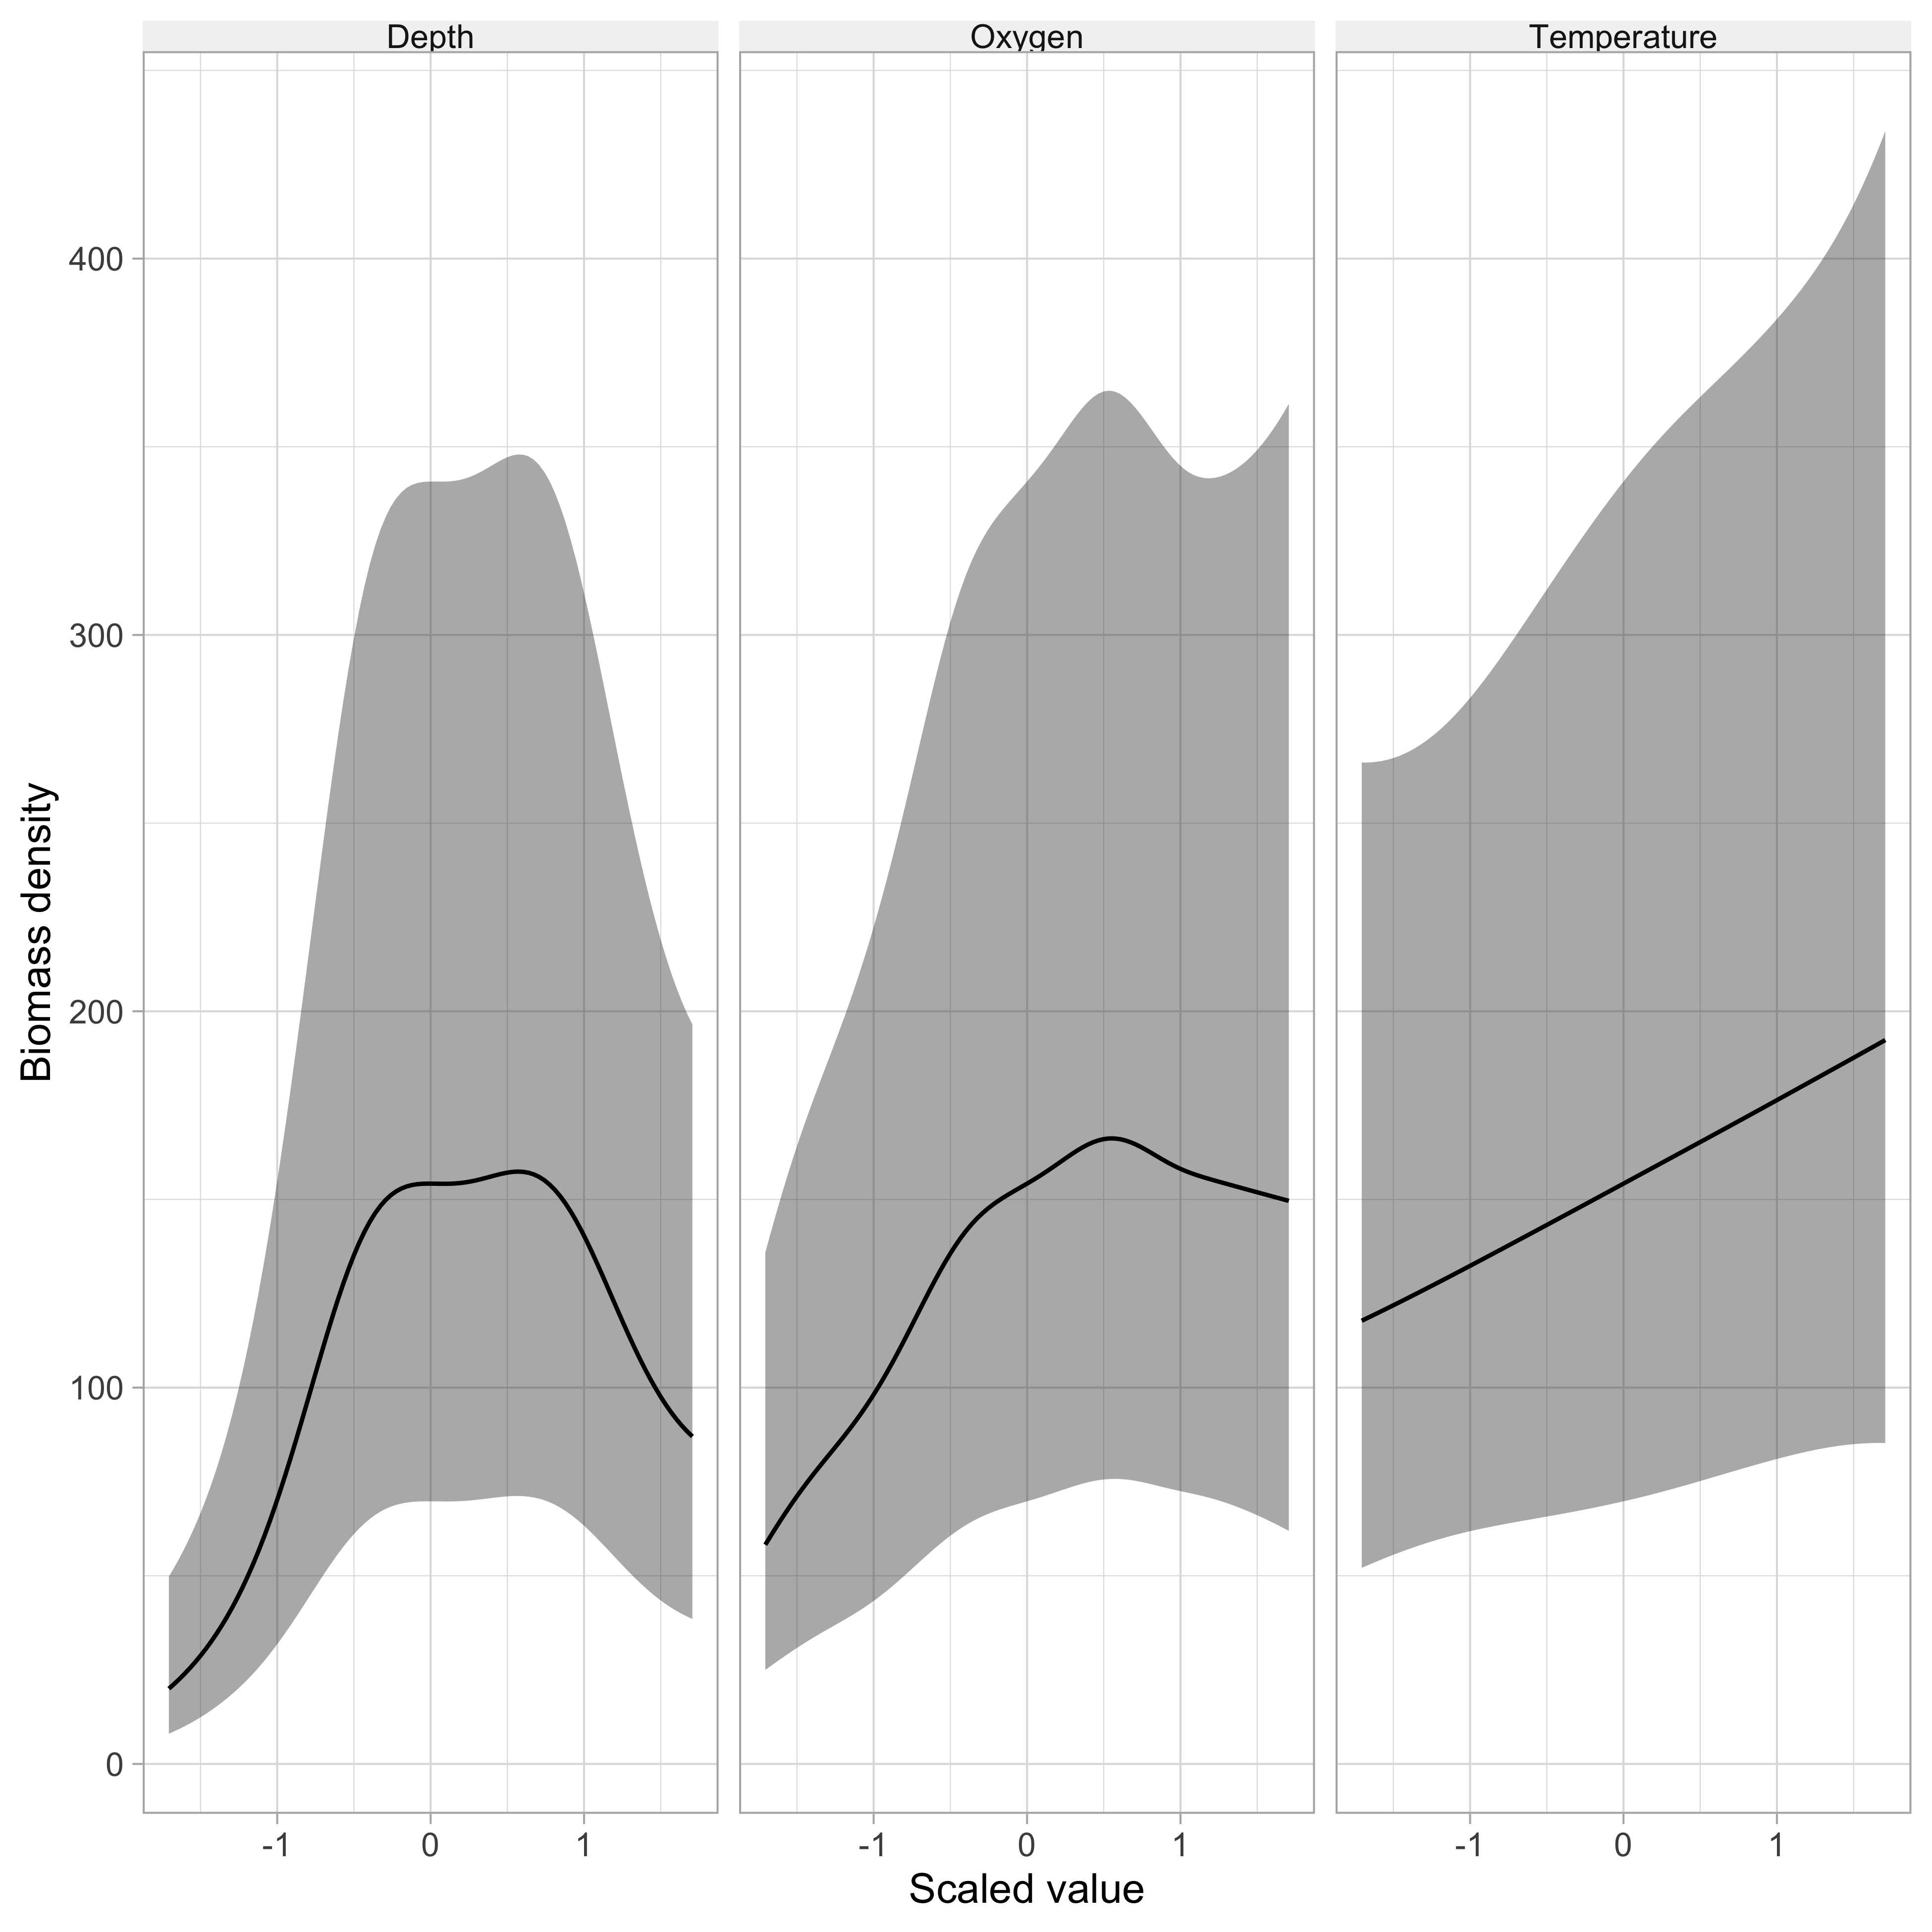 Depth Oxygen Temperature
Biomass density
400
300
200
100
0
-1 0 1 -1 0 1 -1 0 1
Scaled value